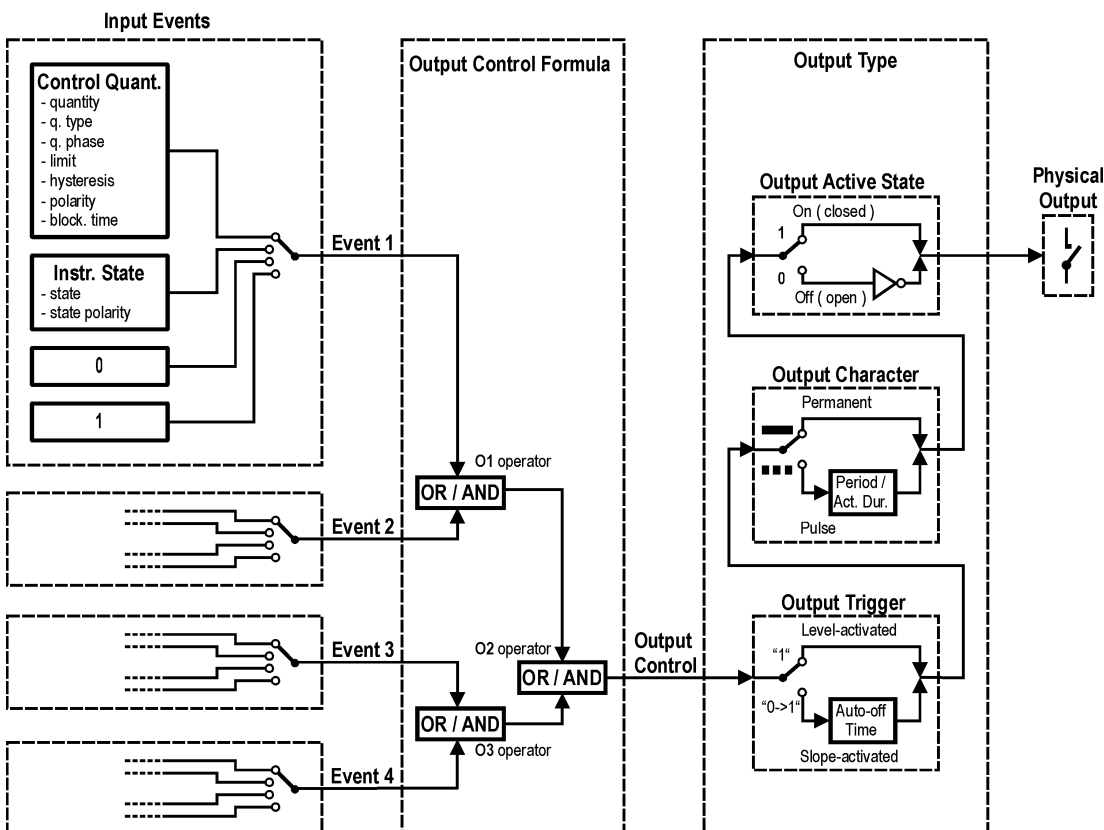 Input Events
Control Quant.
- quantity
- q. type
- q. phase
- limit
- hysteresis
- polarity
- block. time
Instr. State
- state
- state polarity
0
1
Event 1
Event 2
Event 3
Event 4
Output Control Formula
O1 operator
OR / AND
O2 operator
OR / AND
OR / AND
O3 operator
Output
Control
Output Type
Output Active State
On ( closed )
1
0
Off ( open )
Output Character
Permanent
Period /
Act. Dur.
Pulse
Output Trigger
Level-activated
“1“
“0->1“
Auto-off
Time
Slope-activated
Physical
Output